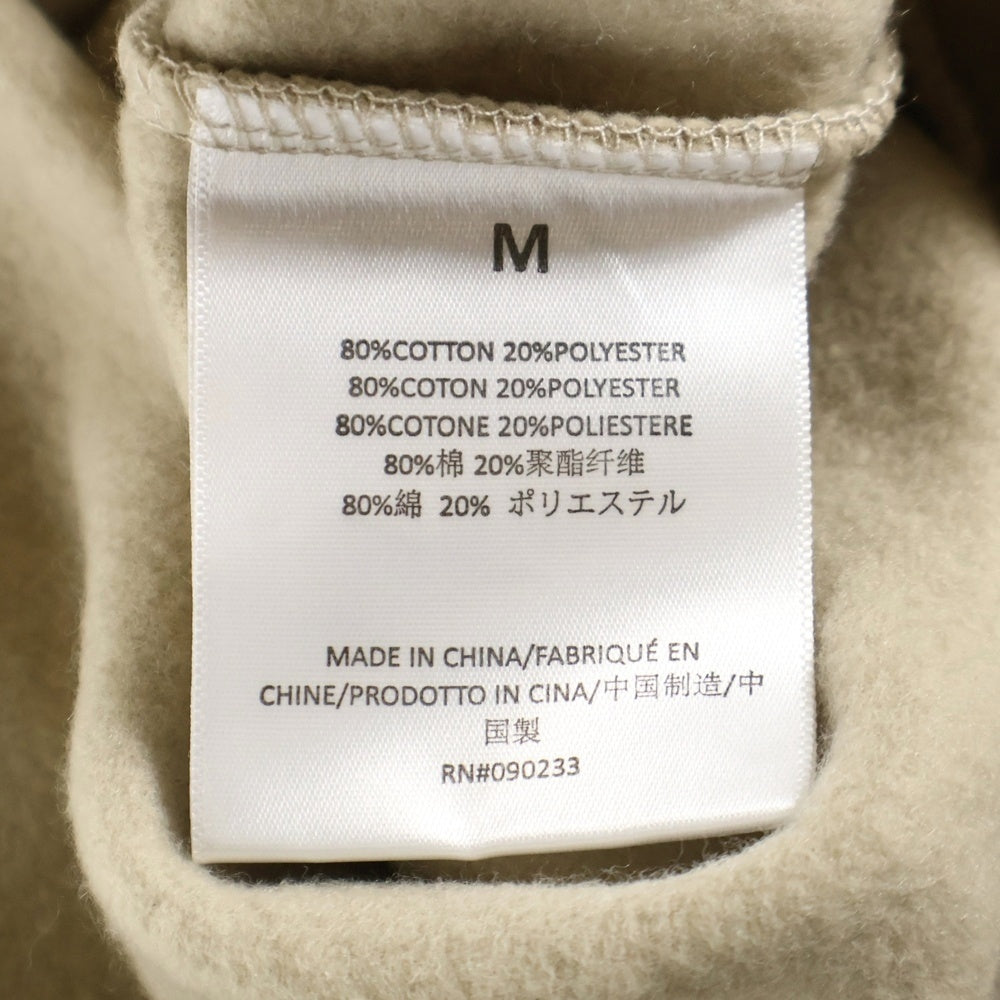 M
80%COTTON 20%POLYESTER
80%COTON 20%POLYESTER
80%COTONE 20%POLIESTERE
80%棉 20%聚酯纤维
80%綿 20% ポリエステル
MADE IN CHINA/FABRIQUÉ EN
CHINE/PRODOTTO IN CINA/中国制造/中
国製
RN#090233